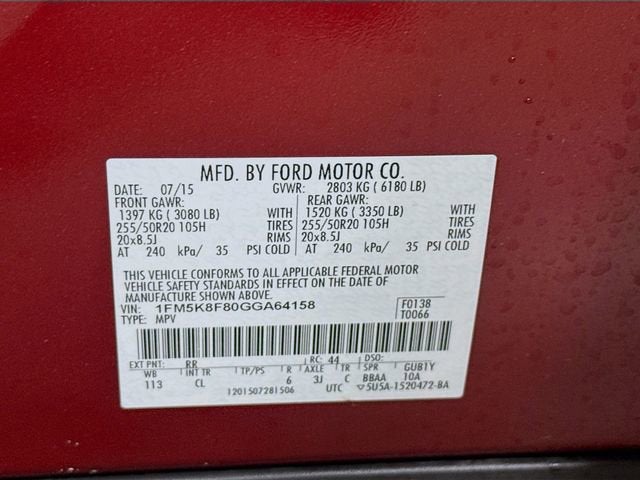 MFD. BY FORD MOTOR CO.
DATE: 07/15 GVWR: 2803 KG ( 6180 LB)
FRONT GAWR: REAR GAWR:
1397 KG ( 3080 LB) WITH 1520 KG ( 3350 LB) WITH
255/50R20 105H TIRES 255/50R20 105H TIRES
20x8.5J RIMS 20x8.5J RIMS
AT 240 kPa/ 35 PSI COLD AT 240 kPa/ 35 PSI COLD
THIS VEHICLE CONFORMS TO ALL APPLICABLE FEDERAL MOTOR
VEHICLE SAFETY STANDARDS IN EFFECT ON THE DATE OF
MANUFACTURE SHOWN ABOVE.
VIN: 1FM5K8F80GGA64158 F0138
TYPE: MPV T0066
EXT PNT: RR RC: 44 DSO:
WB INT TR TP/PS R AXLE TR SPR GUB1Y
113 CL 6 3J C BBAA 10A
1201507281506 UTC ▽5U5A-1520472-BA